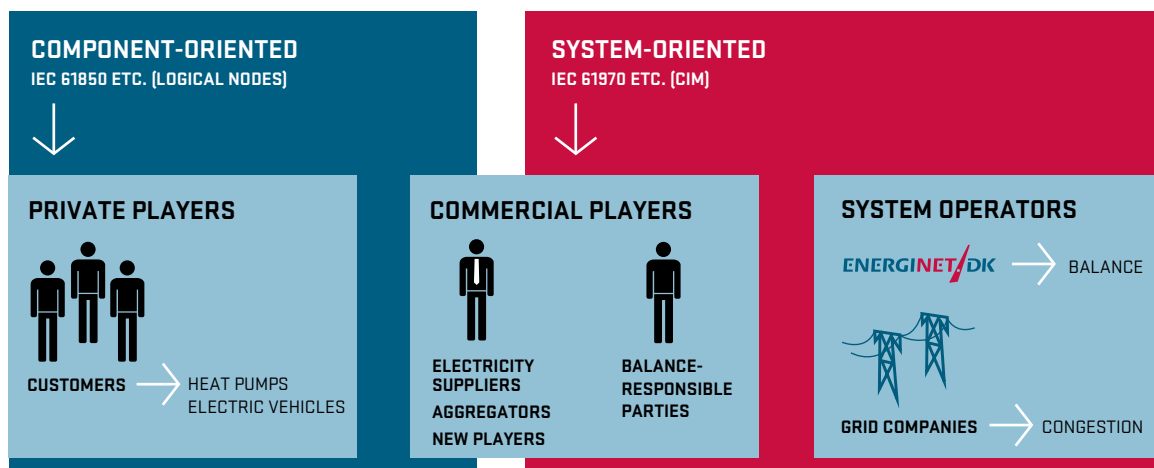 COMPONENT-ORIENTED
IEC 61850 ETC. (LOGICAL NODES)
SYSTEM-ORIENTED
IEC 61970 ETC. (CIM)
PRIVATE PLAYERS
CUSTOMERS
HEAT PUMPS
ELECTRIC VEHICLES
COMMERCIAL PLAYERS
ELECTRICITY
SUPPLIERS
AGGREGATORS
NEW PLAYERS
BALANCE-
RESPONSIBLE
PARTIES
SYSTEM OPERATORS
ENERGINET/DK
BALANCE
GRID COMPANIES
CONGESTION